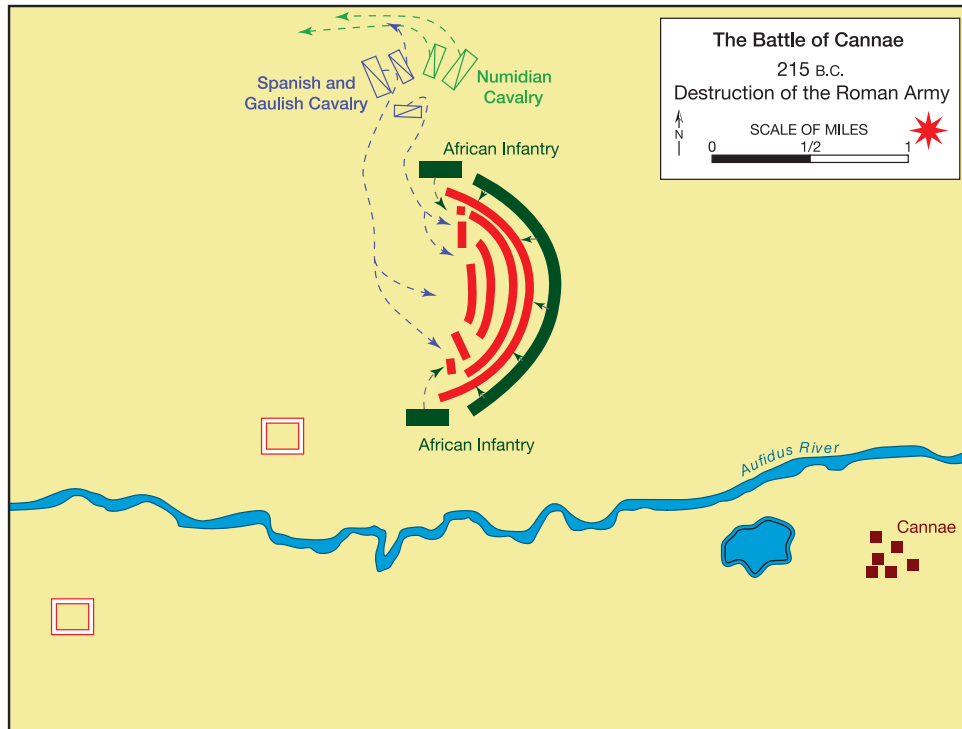 The Battle of Cannae
215 B.C.
Destruction of the Roman Army
N
SCALE OF MILES
0 1/2 1
Spanish and
Gaulish Cavalry
Numidian
Cavalry
African Infantry
African Infantry
Aufidus River
Cannae